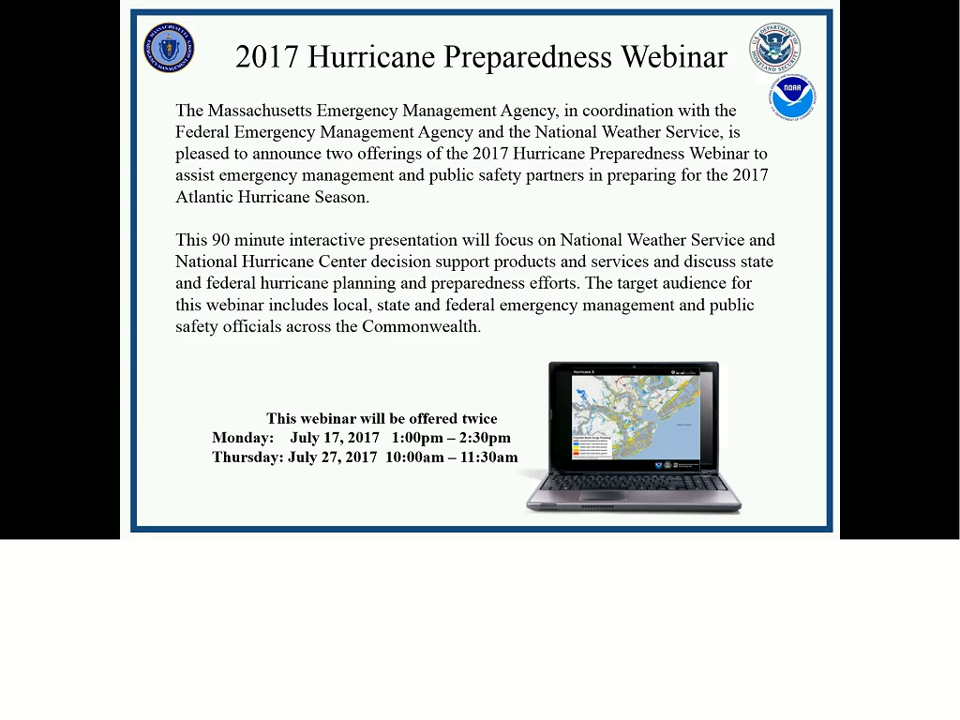 2017 Hurricane Preparedness Webinar
The Massachusetts Emergency Management Agency, in coordination with the
Federal Emergency Management Agency and the National Weather Service, is
pleased to announce two offerings of the 2017 Hurricane Preparedness Webinar to
assist emergency management and public safety partners in preparing for the 2017
Atlantic Hurricane Season.
This 90 minute interactive presentation will focus on National Weather Service and
National Hurricane Center decision support products and services and discuss state
and federal hurricane planning and preparedness efforts. The target audience for
this webinar includes local, state and federal emergency management and public
safety officials across the Commonwealth.
This webinar will be offered twice
Monday: July 17, 2017 1:00pm – 2:30pm
Thursday: July 27, 2017 10:00am – 11:30am
NOAA